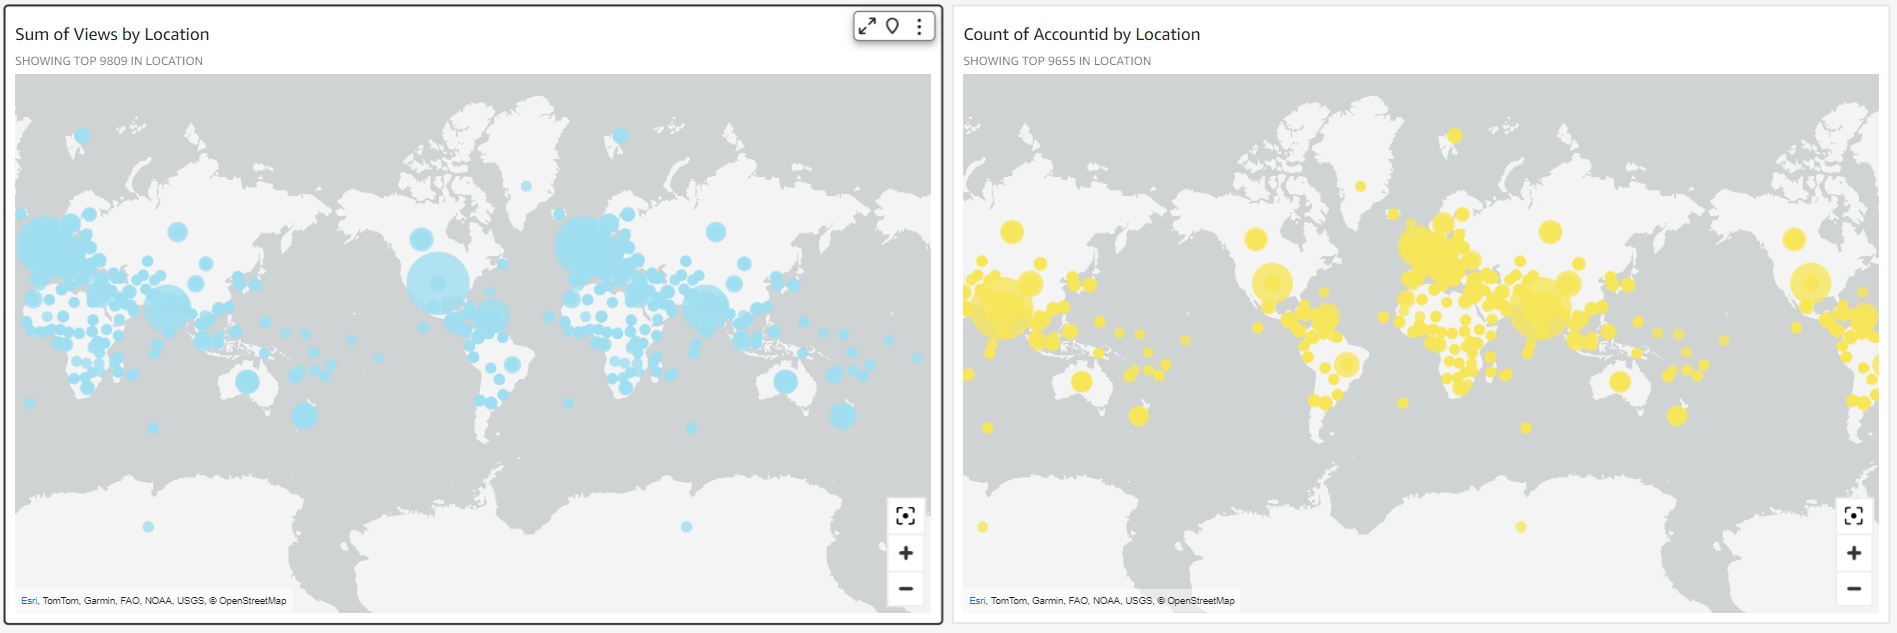 Sum of Views by Location
SHOWING TOP 9809 IN LOCATION
Esri, TomTom, Garmin, FAO, NOAA, USGS, © OpenStreetMap
Count of Accountid by Location
SHOWING TOP 9655 IN LOCATION
Esri, TomTom, Garmin, FAO, NOAA, USGS, © OpenStreetMap